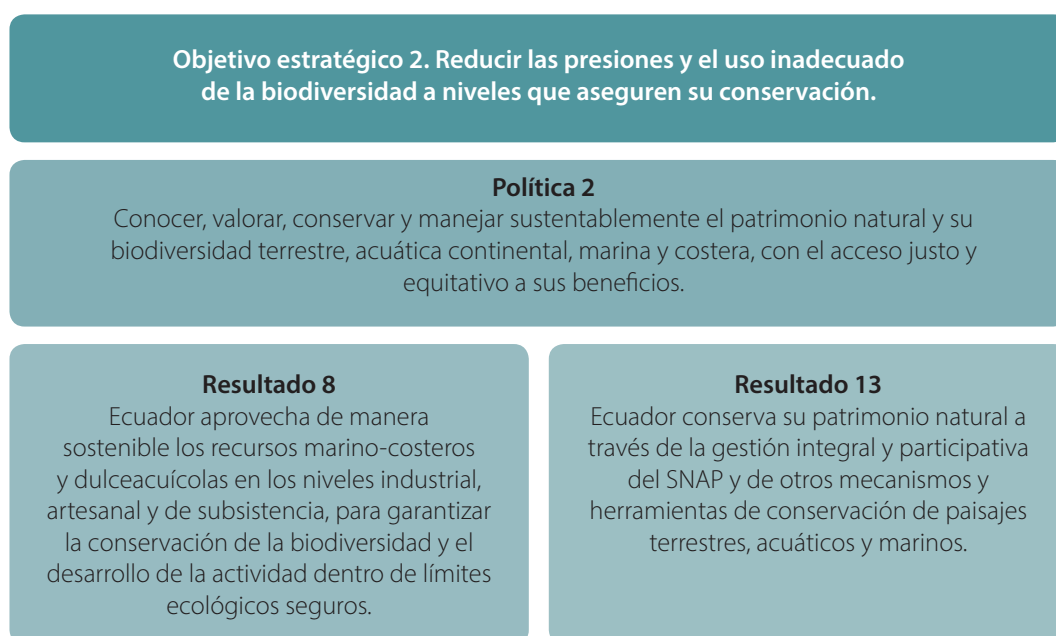 Objetivo estratégico 2. Reducir las presiones y el uso inadecuado
de la biodiversidad a niveles que aseguren su conservación.
Política 2
Conocer, valorar, conservar y manejar sustentablemente el patrimonio natural y su
biodiversidad terrestre, acuática continental, marina y costera, con el acceso justo y
equitativo a sus beneficios.
Resultado 8
Ecuador aprovecha de manera
sostenible los recursos marino-costeros
y dulceacuícolas en los niveles industrial,
artesanal y de subsistencia, para garantizar
la conservación de la biodiversidad y el
desarrollo de la actividad dentro de límites
ecológicos seguros.
Resultado 13
Ecuador conserva su patrimonio natural a
través de la gestión integral y participativa
del SNAP y de otros mecanismos y
herramientas de conservación de paisajes
terrestres, acuáticos y marinos.